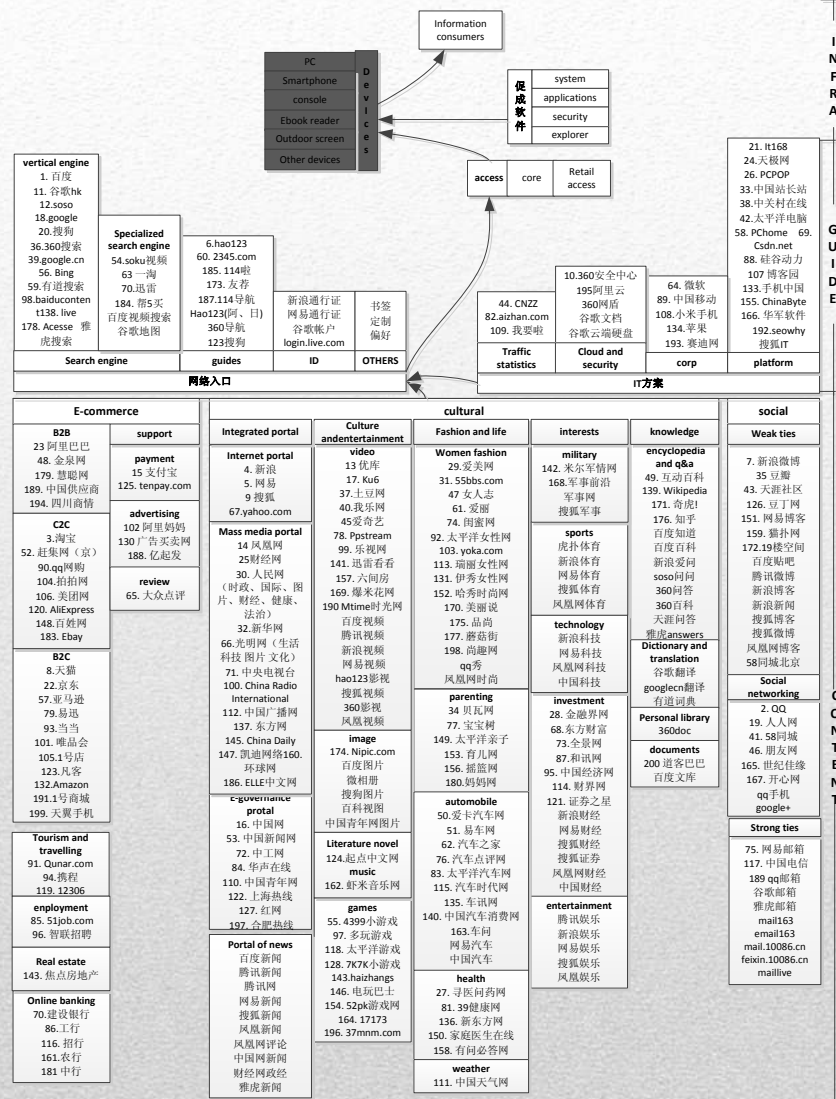 Information
consumers
PC
Smartphone
console
Ebook reader
Outdoor screen
Other devices
Devices
促成软件
system
applications
security
explorer
access
core
Retail
access
I
N
F
R
A
G
U
I
D
E
C
O
N
T
E
N
T
vertical engine
1. 百度
11. 谷歌hk
12.soso
18.google
20.搜狗
36.360搜索
39.google.cn
56. Bing
59.有道搜索
98.baiduconten
t138. live
178. Acesse 雅
虎搜索
Specialized
search engine
54.soku视频
63 一淘
70.迅雷
184. 帮5买
百度视频搜索
谷歌地图
Search engine
6.hao123
60. 2345.com
185. 114啦
173. 友荐
187.114导航
Hao123(阿、日)
360导航
123搜狗
guides
新浪通行证
网易通行证
谷歌帐户
login.live.com
ID
书签
定制
偏好
OTHERS
网络入口
44. CNZZ
82.aizhan.com
109. 我要啦
Traffic
statistics
10.360安全中心
195阿里云
360网盾
谷歌文档
谷歌云端硬盘
Cloud and
security
64. 微软
89. 中国移动
108.小米手机
134.苹果
193. 赛迪网
corp
21. It168
24.天极网
26. PCPOP
33.中国站长站
38.中关村在线
42.太平洋电脑
58. PChome 69.
Csdn.net
88. 硅谷动力
107 博客园
133.手机中国
155. ChinaByte
166. 华军软件
192.seowhy
搜狐IT
platform
IT方案
E-commerce
B2B
23 阿里巴巴
48. 金泉网
179. 慧聪网
189. 中国供应商
194. 四川商情
C2C
3.淘宝
52. 赶集网（京）
90.qq网购
104.拍拍网
106. 美团网
120. AliExpress
148.百姓网
183. Ebay
B2C
8.天猫
22.京东
57.亚马逊
79.易迅
93.当当
101. 唯品会
105.1号店
123.凡客
132.Amazon
191.1号商城
199. 天翼手机
support
payment
15 支付宝
125. tenpay.com
advertising
102 阿里妈妈
130 广告买卖网
188. 亿起发
review
65. 大众点评
Tourism and
travelling
91. Qunar.com
94.携程
119. 12306
enployment
85. 51job.com
96. 智联招聘
Real estate
143. 焦点房地产
Online banking
70.建设银行
86.工行
116. 招行
161.农行
181 中行
cultural
Integrated portal
Internet portal
4. 新浪
5. 网易
9 搜狐
67.yahoo.com
Mass media portal
14 凤凰网
25财经网
30. 人民网
（时政、国际、图
片、财经、健康、
法治）
32.新华网
66.光明网（生活
科技 图片 文化）
71. 中央电视台
100. China Radio
International
112. 中国广播网
137. 东方网
145. China Daily
147. 凯迪网络160.
环球网
186. ELLE中文网
E-governance
protal
16. 中国网
53. 中国新闻网
72. 中工网
84. 华声在线
110. 中国青年网
122. 上海热线
127. 红网
197. 合肥热线
Portal of news
百度新闻
腾讯新闻
腾讯网
网易新闻
搜狐新闻
凤凰新闻
凤凰网评论
中国网新闻
财经网政经
雅虎新闻
Culture
andentertainment
video
13 优库
17. Ku6
37.土豆网
40.我乐网
45爱奇艺
78. Ppstream
99. 乐视网
141. 迅雷看看
157. 六间房
169. 爆米花网
190 Mtime时光网
百度视频
腾讯视频
新浪视频
网易视频
hao123影视
搜狐视频
360影视
凤凰视频
image
174. Nipic.com
百度图片
微相册
搜狗图片
百科视图
中国青年网图片
Literature novel
124.起点中文网
music
162. 虾米音乐网
games
55. 4399小游戏
97. 多玩游戏
118. 太平洋游戏
128. 7K7K小游戏
143.haizhangs
146. 电玩巴士
154. 52pk游戏网
164. 17173
196. 37mnm.com
Fashion and life
Women fashion
29.爱美网
31. 55bbs.com
47 女人志
61. 爱丽
74. 闺蜜网
92. 太平洋女性网
103. yoka.com
113. 瑞丽女性网
131. 伊秀女性网
152. 哈秀时尚网
170. 美丽说
175. 品尚
177. 蘑菇街
198. 尚趣网
qq秀
凤凰网时尚
parenting
34 贝瓦网
77. 宝宝树
149. 太平洋亲子
153. 育儿网
156. 摇篮网
180.妈妈网
automobile
50.爱卡汽车网
51. 易车网
62. 汽车之家
76. 汽车点评网
83. 太平洋汽车网
115. 汽车时代网
135. 车讯网
140. 中国汽车消费网
163.车问
网易汽车
中国汽车
health
27. 寻医问药网
81. 39健康网
136. 新东方网
150. 家庭医生在线
158. 有问必答网
weather
111. 中国天气网
interests
military
142. 米尔军情网
168.军事前沿
军事网
搜狐军事
sports
虎扑体育
新浪体育
网易体育
搜狐体育
凤凰网体育
technology
新浪科技
网易科技
凤凰网科技
中国科技
investment
28. 金融界网
68.东方财富
73.全景网
87.和讯网
95. 中国经济网
114. 财界网
121. 证券之星
新浪财经
网易财经
搜狐财经
搜狐证券
凤凰网财经
中国财经
entertainment
腾讯娱乐
新浪娱乐
网易娱乐
搜狐娱乐
凤凰娱乐
knowledge
encyclopedia
and q&a
49. 互动百科
139. Wikipedia
171. 奇虎!
176. 知乎
百度知道
百度百科
新浪爱问
soso问问
360问答
360百科
天涯问答
雅虎answers
Dictionary and
translation
谷歌翻译
googlecn翻译
有道词典
Personal library
360doc
documents
200 道客巴巴
百度文库
social
Weak ties
7. 新浪微博
35 豆瓣
43. 天涯社区
126. 豆丁网
151. 网易博客
159. 猫扑网
172.19楼空间
百度贴吧
腾讯微博
新浪博客
新浪新闻
搜狐博客
搜狐微博
凤凰网博客
58同城北京
Social
networking
2. QQ
19. 人人网
41. 58同城
46. 朋友网
165. 世纪佳缘
167. 开心网
qq手机
google+
Strong ties
75. 网易邮箱
117. 中国电信
189 qq邮箱
谷歌邮箱
雅虎邮箱
mail163
email163
mail.10086.cn
feixin.10086.cn
maillive